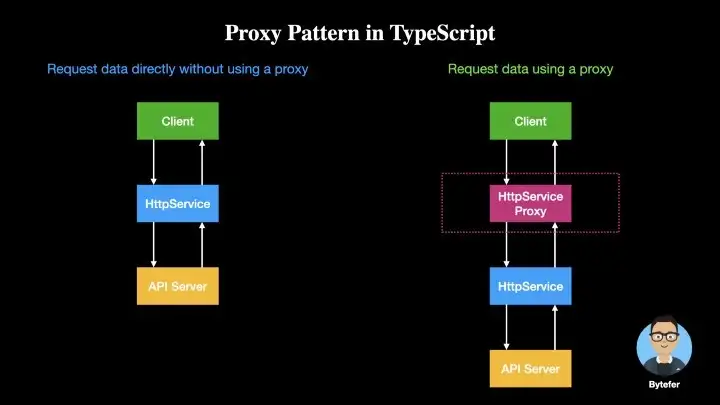 Proxy Pattern in TypeScript
Request data directly without using a proxy
Request data using a proxy
Client
HttpService
API Server
Client
HttpService
Proxy
HttpService
API Server
Bytefer